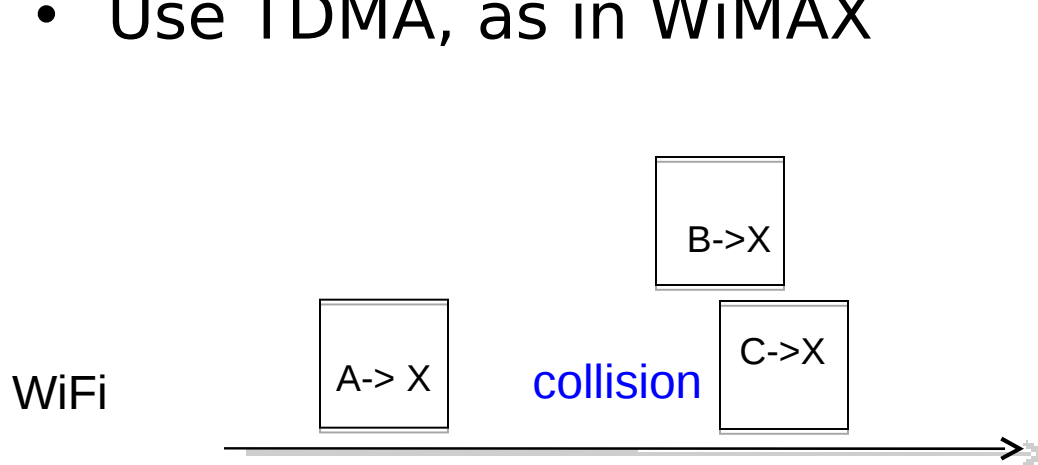 • Use TDMA, as in WiMAX
B->X
C->X
A-> X
collision
WiFi